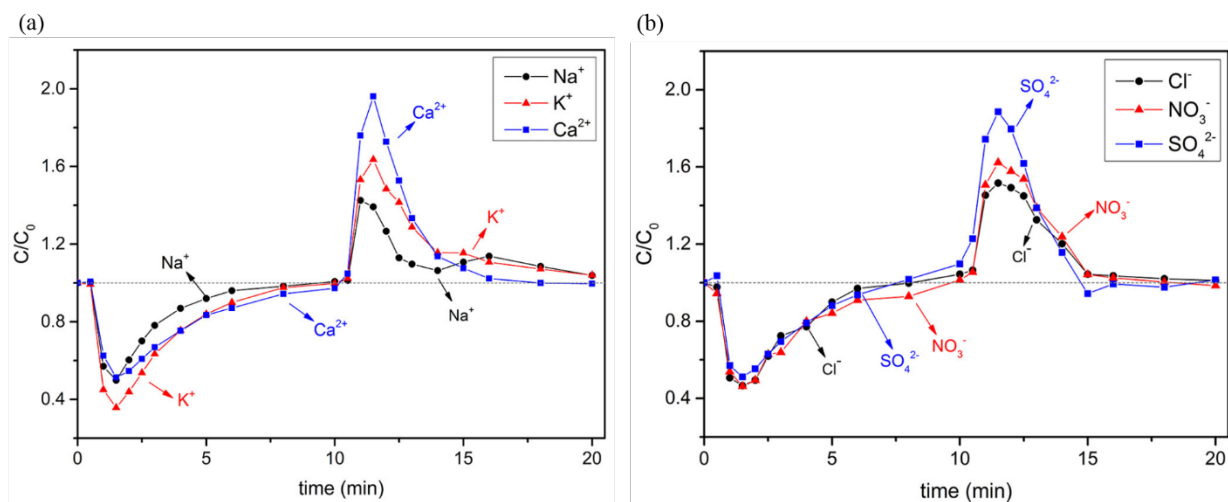 (a)
C/C₀
2.0
1.6
1.2
0.8
0.4
0
5
10
15
20
time (min)
Na⁺
K⁺
Ca²⁺
Ca²⁺
K⁺
Na⁺
Na⁺
Ca²⁺
K⁺
(b)
C/C₀
2.0
1.6
1.2
0.8
0.4
0
5
10
15
20
time (min)
Cl⁻
NO₃⁻
SO₄²⁻
SO₄²⁻
NO₃⁻
Cl⁻
NO₃⁻
SO₄²⁻
Cl⁻